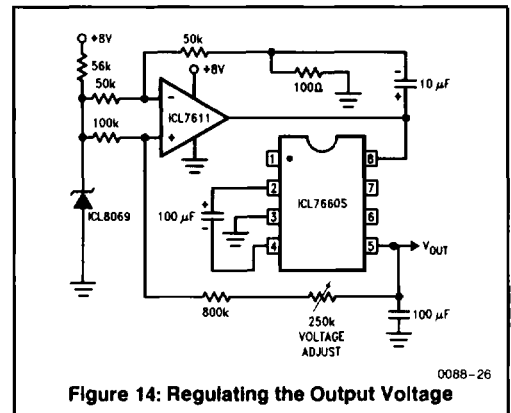 +8V
56k
50k
50k
100k
+8V
ICL7611
−
+
100Ω
−
+
10 μF
ICL8069
100 μF
+
−
1
2
3
4
ICL7660S
8
7
6
5
VOUT
800k
250k
VOLTAGE
ADJUST
100 μF
0088–26
Figure 14: Regulating the Output Voltage